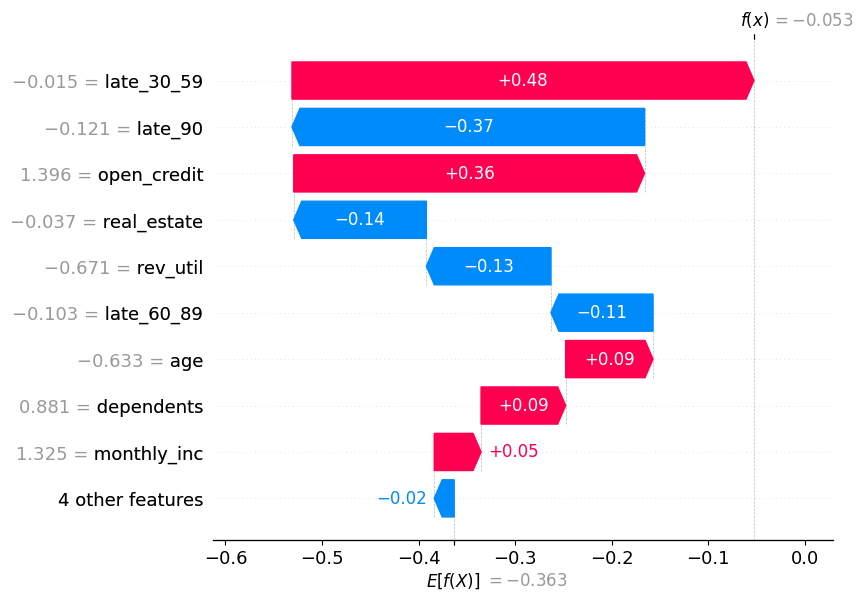 f(x) = −0.053
−0.015 = late_30_59
+0.48
−0.121 = late_90
−0.37
1.396 = open_credit
+0.36
−0.037 = real_estate
−0.14
−0.671 = rev_util
−0.13
−0.103 = late_60_89
−0.11
−0.633 = age
+0.09
0.881 = dependents
+0.09
1.325 = monthly_inc
+0.05
4 other features
−0.02
−0.6 −0.5 −0.4 −0.3 −0.2 −0.1 0.0
E[f(X)] = −0.363